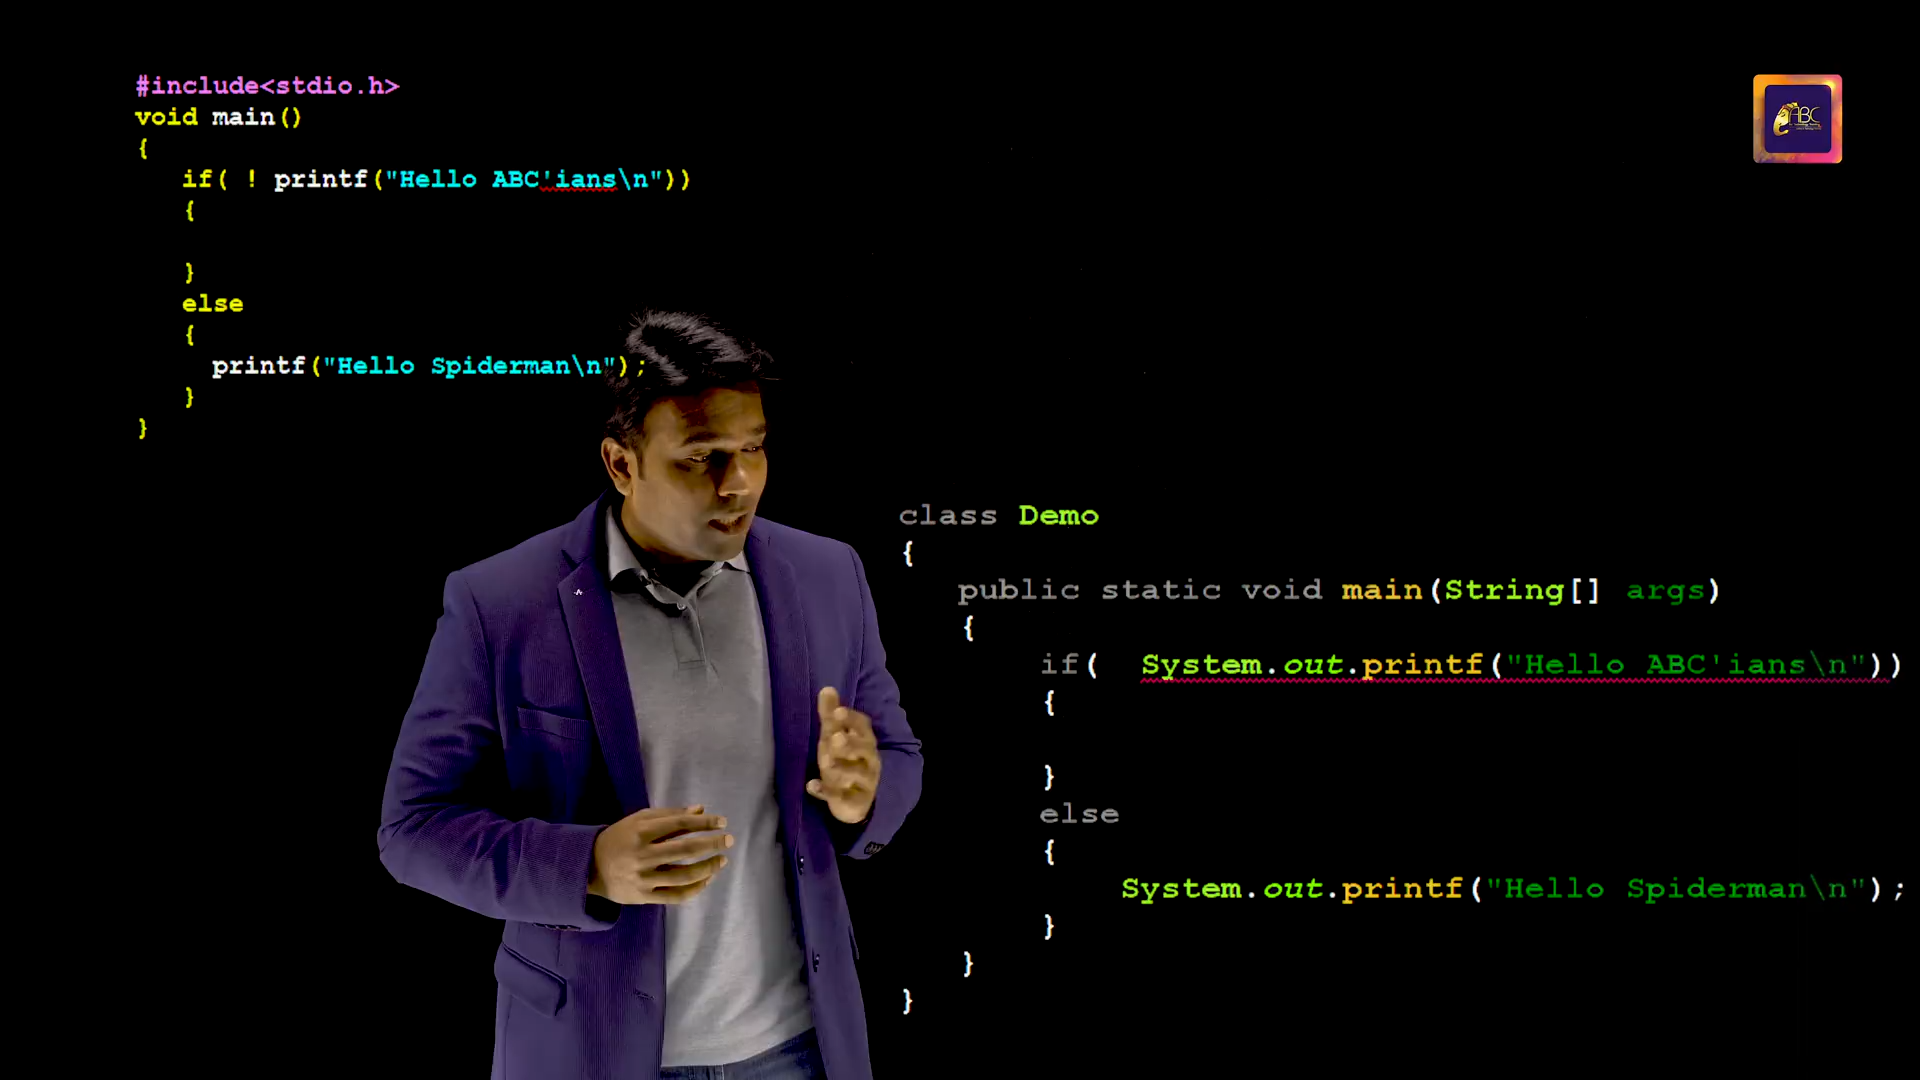 #include<stdio.h>
void main()
{
if( ! printf("Hello ABC'ians\n"))
{
}
else
{
printf("Hello Spiderman\n");
}
}
ABC
class Demo
{
public static void main(String[] args)
{
if( System.out.printf("Hello ABC'ians\n"))
{
}
else
{
System.out.printf("Hello Spiderman\n");
}
}
}